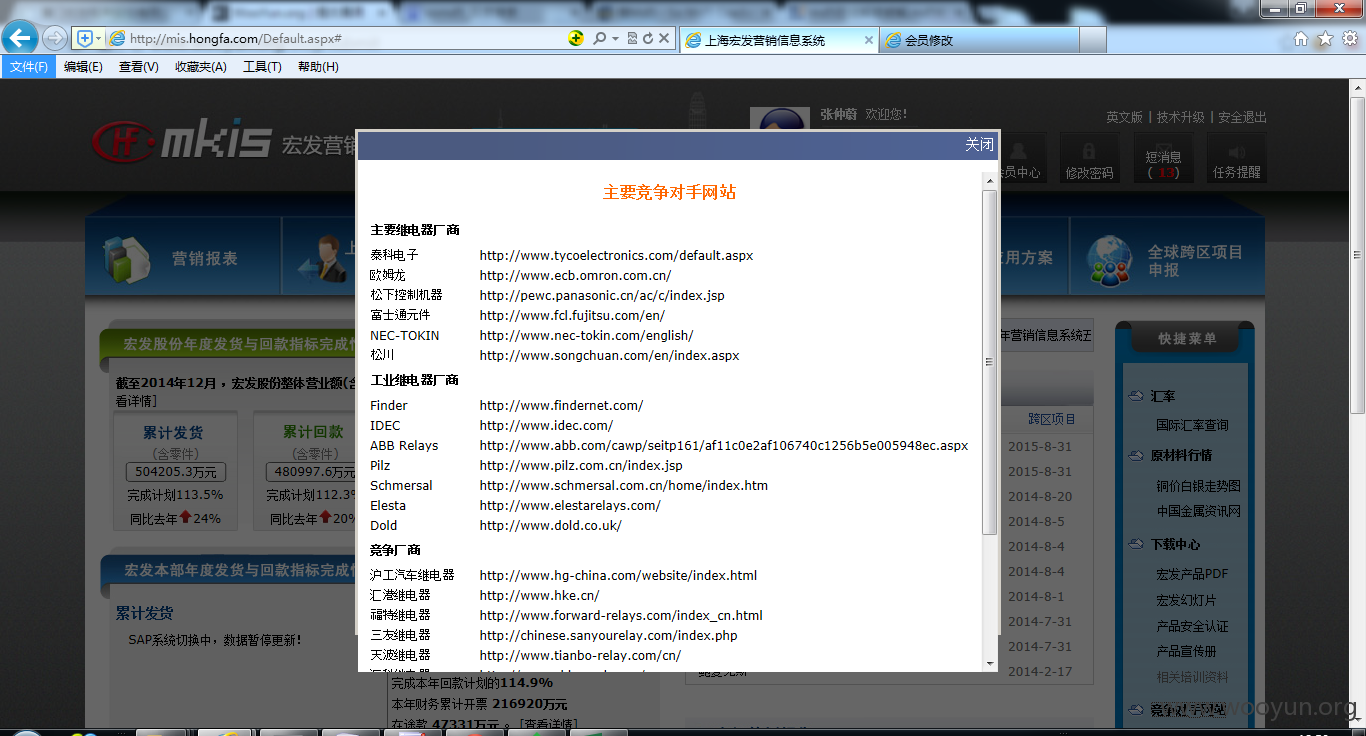 http://mis.hongfa.com/Default.aspx#
上海宏发营销信息系统
会员修改
文件(F) 编辑(E) 查看(V) 收藏夹(A) 工具(T) 帮助(H)
张仲蔚 欢迎您!
英文版 | 技术升级 | 安全退出
HF mkis 宏发营销
员中心
修改密码
短消息
( 13)
任务提醒
关闭
主要竞争对手网站
主要继电器厂商
泰科电子 http://www.tycoelectronics.com/default.aspx
欧姆龙 http://www.ecb.omron.com.cn/
松下控制机器 http://pewc.panasonic.cn/ac/c/index.jsp
富士通元件 http://www.fcl.fujitsu.com/en/
NEC-TOKIN http://www.nec-tokin.com/english/
松川 http://www.songchuan.com/en/index.aspx
工业继电器厂商
Finder http://www.findernet.com/
IDEC http://www.idec.com/
ABB Relays http://www.abb.com/cawp/seitp161/af11c0e2af106740c1256b5e005948ec.aspx
Pilz http://www.pilz.com.cn/index.jsp
Schmersal http://www.schmersal.com.cn/home/index.htm
Elesta http://www.elestarelays.com/
Dold http://www.dold.co.uk/
竞争厂商
沪工汽车继电器 http://www.hg-china.com/website/index.html
汇港继电器 http://www.hke.cn/
福特继电器 http://www.forward-relays.com/index_cn.html
三友继电器 http://chinese.sanyourelay.com/index.php
天波继电器 http://www.tianbo-relay.com/cn/
营销报表
上
用方案
全球跨区项目
申报
宏发股份年度发货与回款指标完成情
截至2014年12月，宏发股份整体营业额(含
看详情]
累计发货
(含零件)
504205.3万元
完成计划113.5%
同比去年 24%
累计回款
(含零件)
480997.6万元
完成计划112.3%
同比去年 20%
宏发本部年度发货与回款指标完成情
累计发货
SAP系统切换中，数据暂停更新!
完成本年回款计划的114.9%
本年财务累计开票 216920万元
在途款 47331万元 。 [查看详情]
年营销信息系统王
跨区项目
2015-8-31
2015-8-31
2014-8-20
2014-8-5
2014-8-4
2014-8-4
2014-8-1
2014-7-31
2014-7-31
2014-2-17
快捷菜单
汇率
国际汇率查询
原材料行情
铜价白银走势图
中国金属资讯网
下载中心
宏发产品PDF
宏发幻灯片
产品安全认证
产品宣传册
相关培训资料
竞争对手网站
wooyun.org